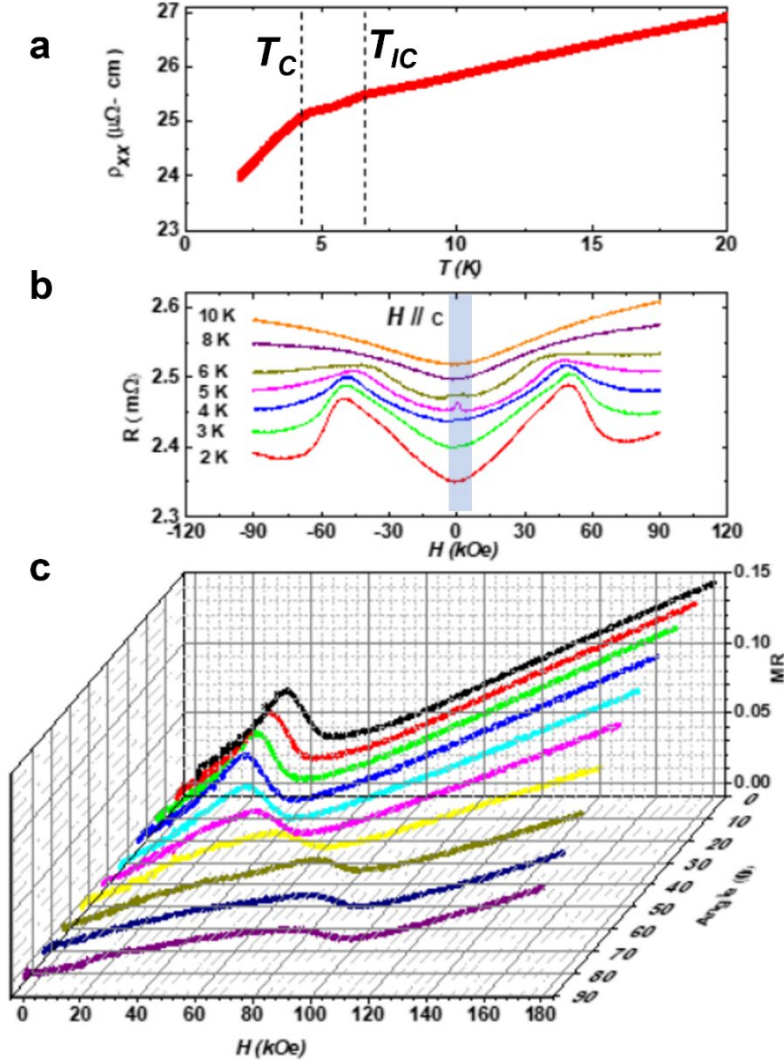 a
27
26
25
24
23
ρxx (μΩ- cm)
T_C
T_IC
0
5
10
15
20
T (K)
b
2.6
2.5
2.4
2.3
R ( mΩ)
H // c
10 K
8 K
6 K
5 K
4 K
3 K
2 K
-120
-90
-60
-30
0
30
60
90
120
H (kOe)
c
0.15
0.10
0.05
0.00
MR
0
10
20
30
40
50
60
70
80
90
Angle (θ)
0
20
40
60
80
100
120
140
160
180
H (kOe)